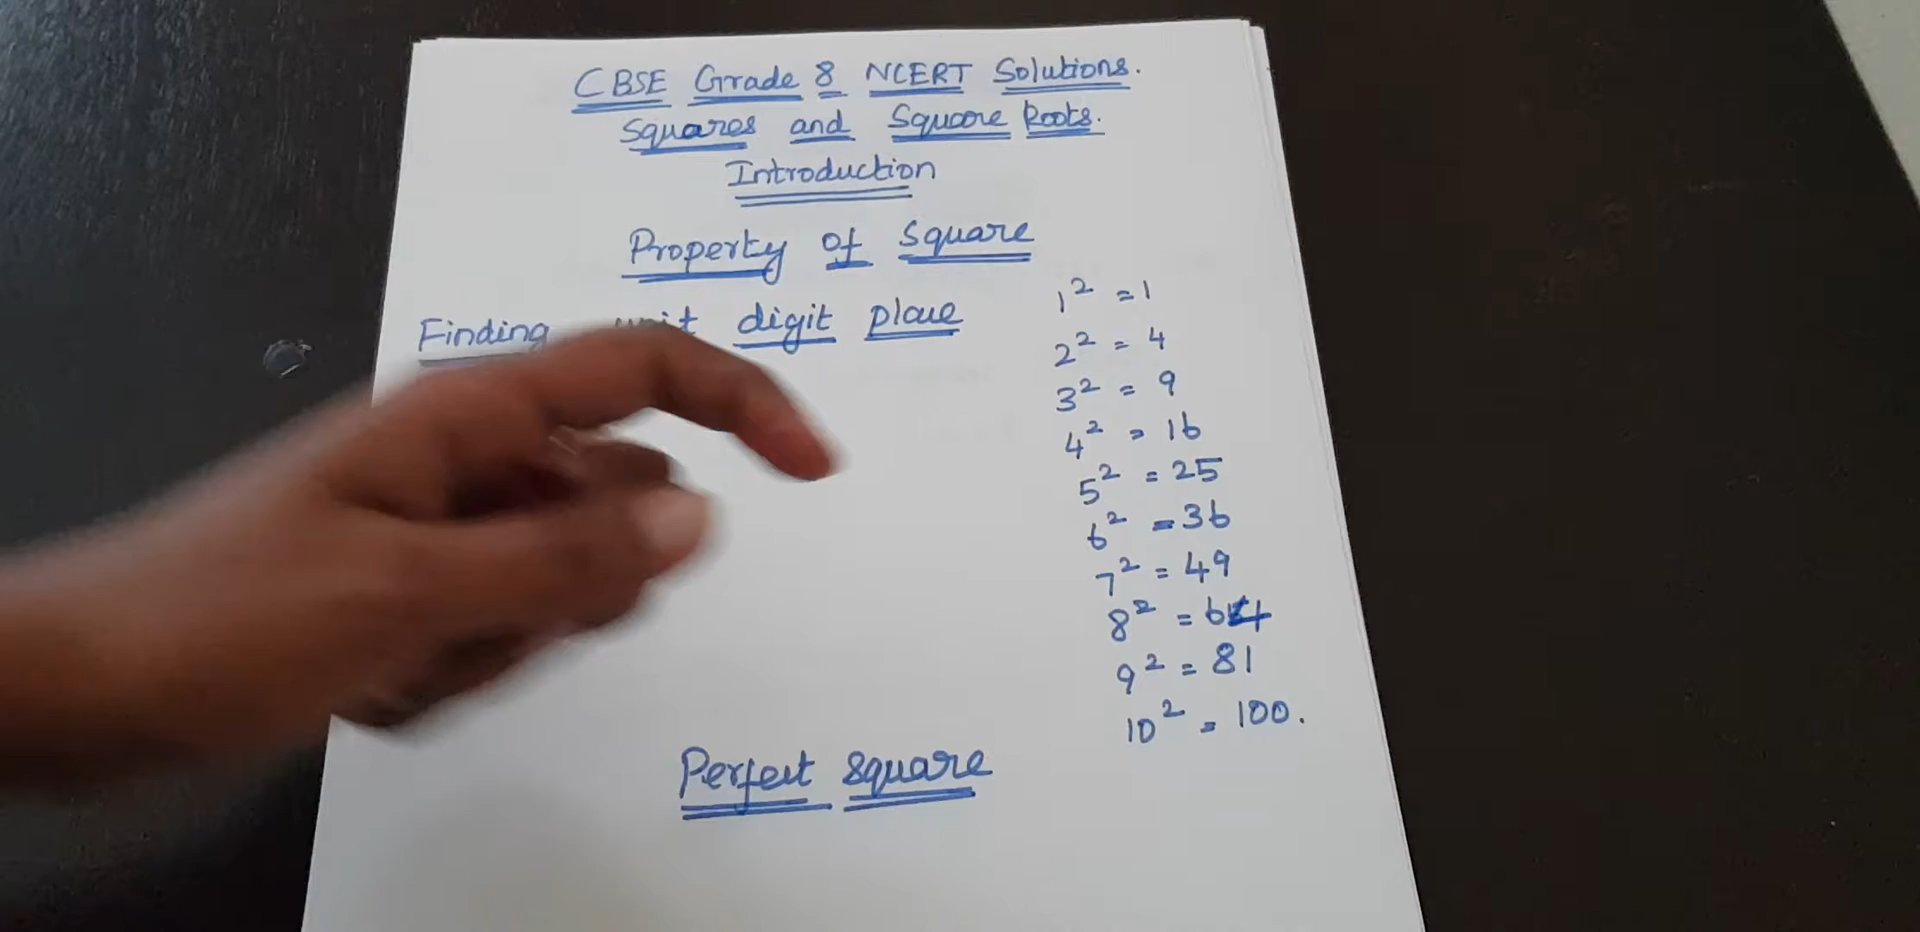 CBSE Grade 8 NCERT Solutions.
Squares and Square Roots.
Introduction
Property of Square
Finding unit digit place
1² = 1
2² = 4
3² = 9
4² = 16
5² = 25
6² = 36
7² = 49
8² = 64
9² = 81
10² = 100.
Perfect square